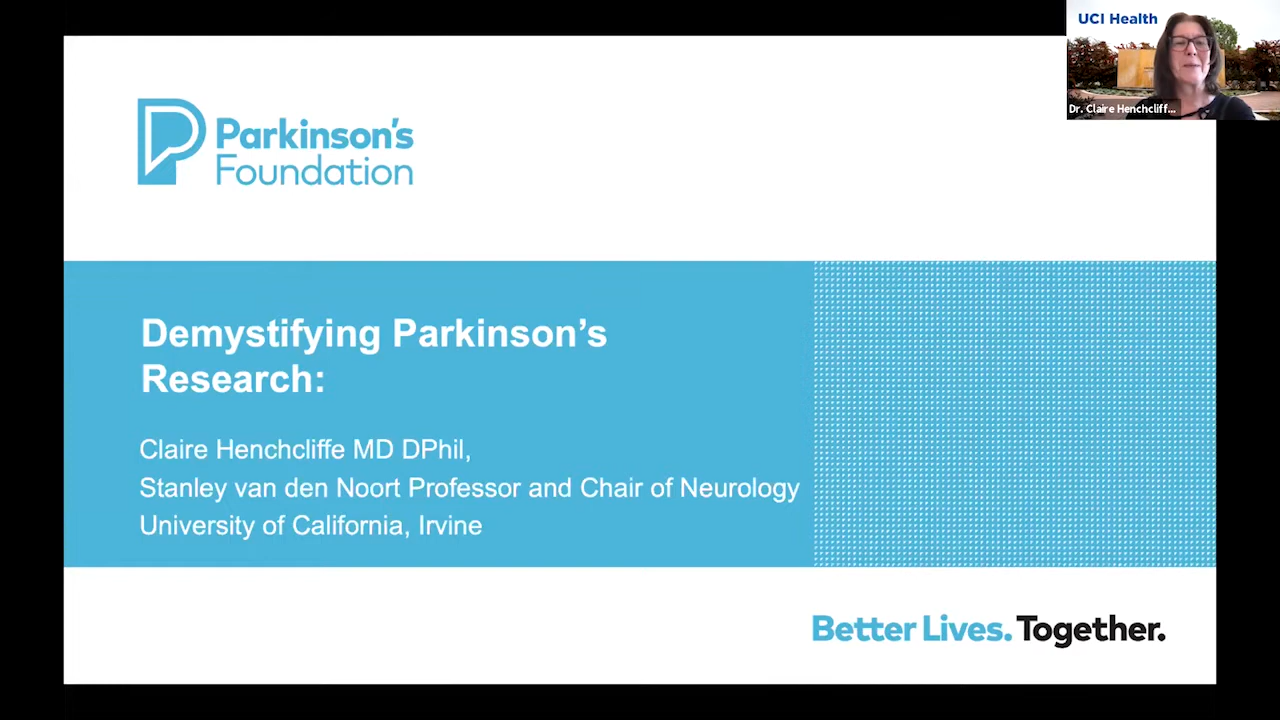 UCI Health
Dr. Claire Henchcliff...
Parkinson's
Foundation
Demystifying Parkinson’s
Research:
Claire Henchcliffe MD DPhil,
Stanley van den Noort Professor and Chair of Neurology
University of California, Irvine
Better Lives. Together.